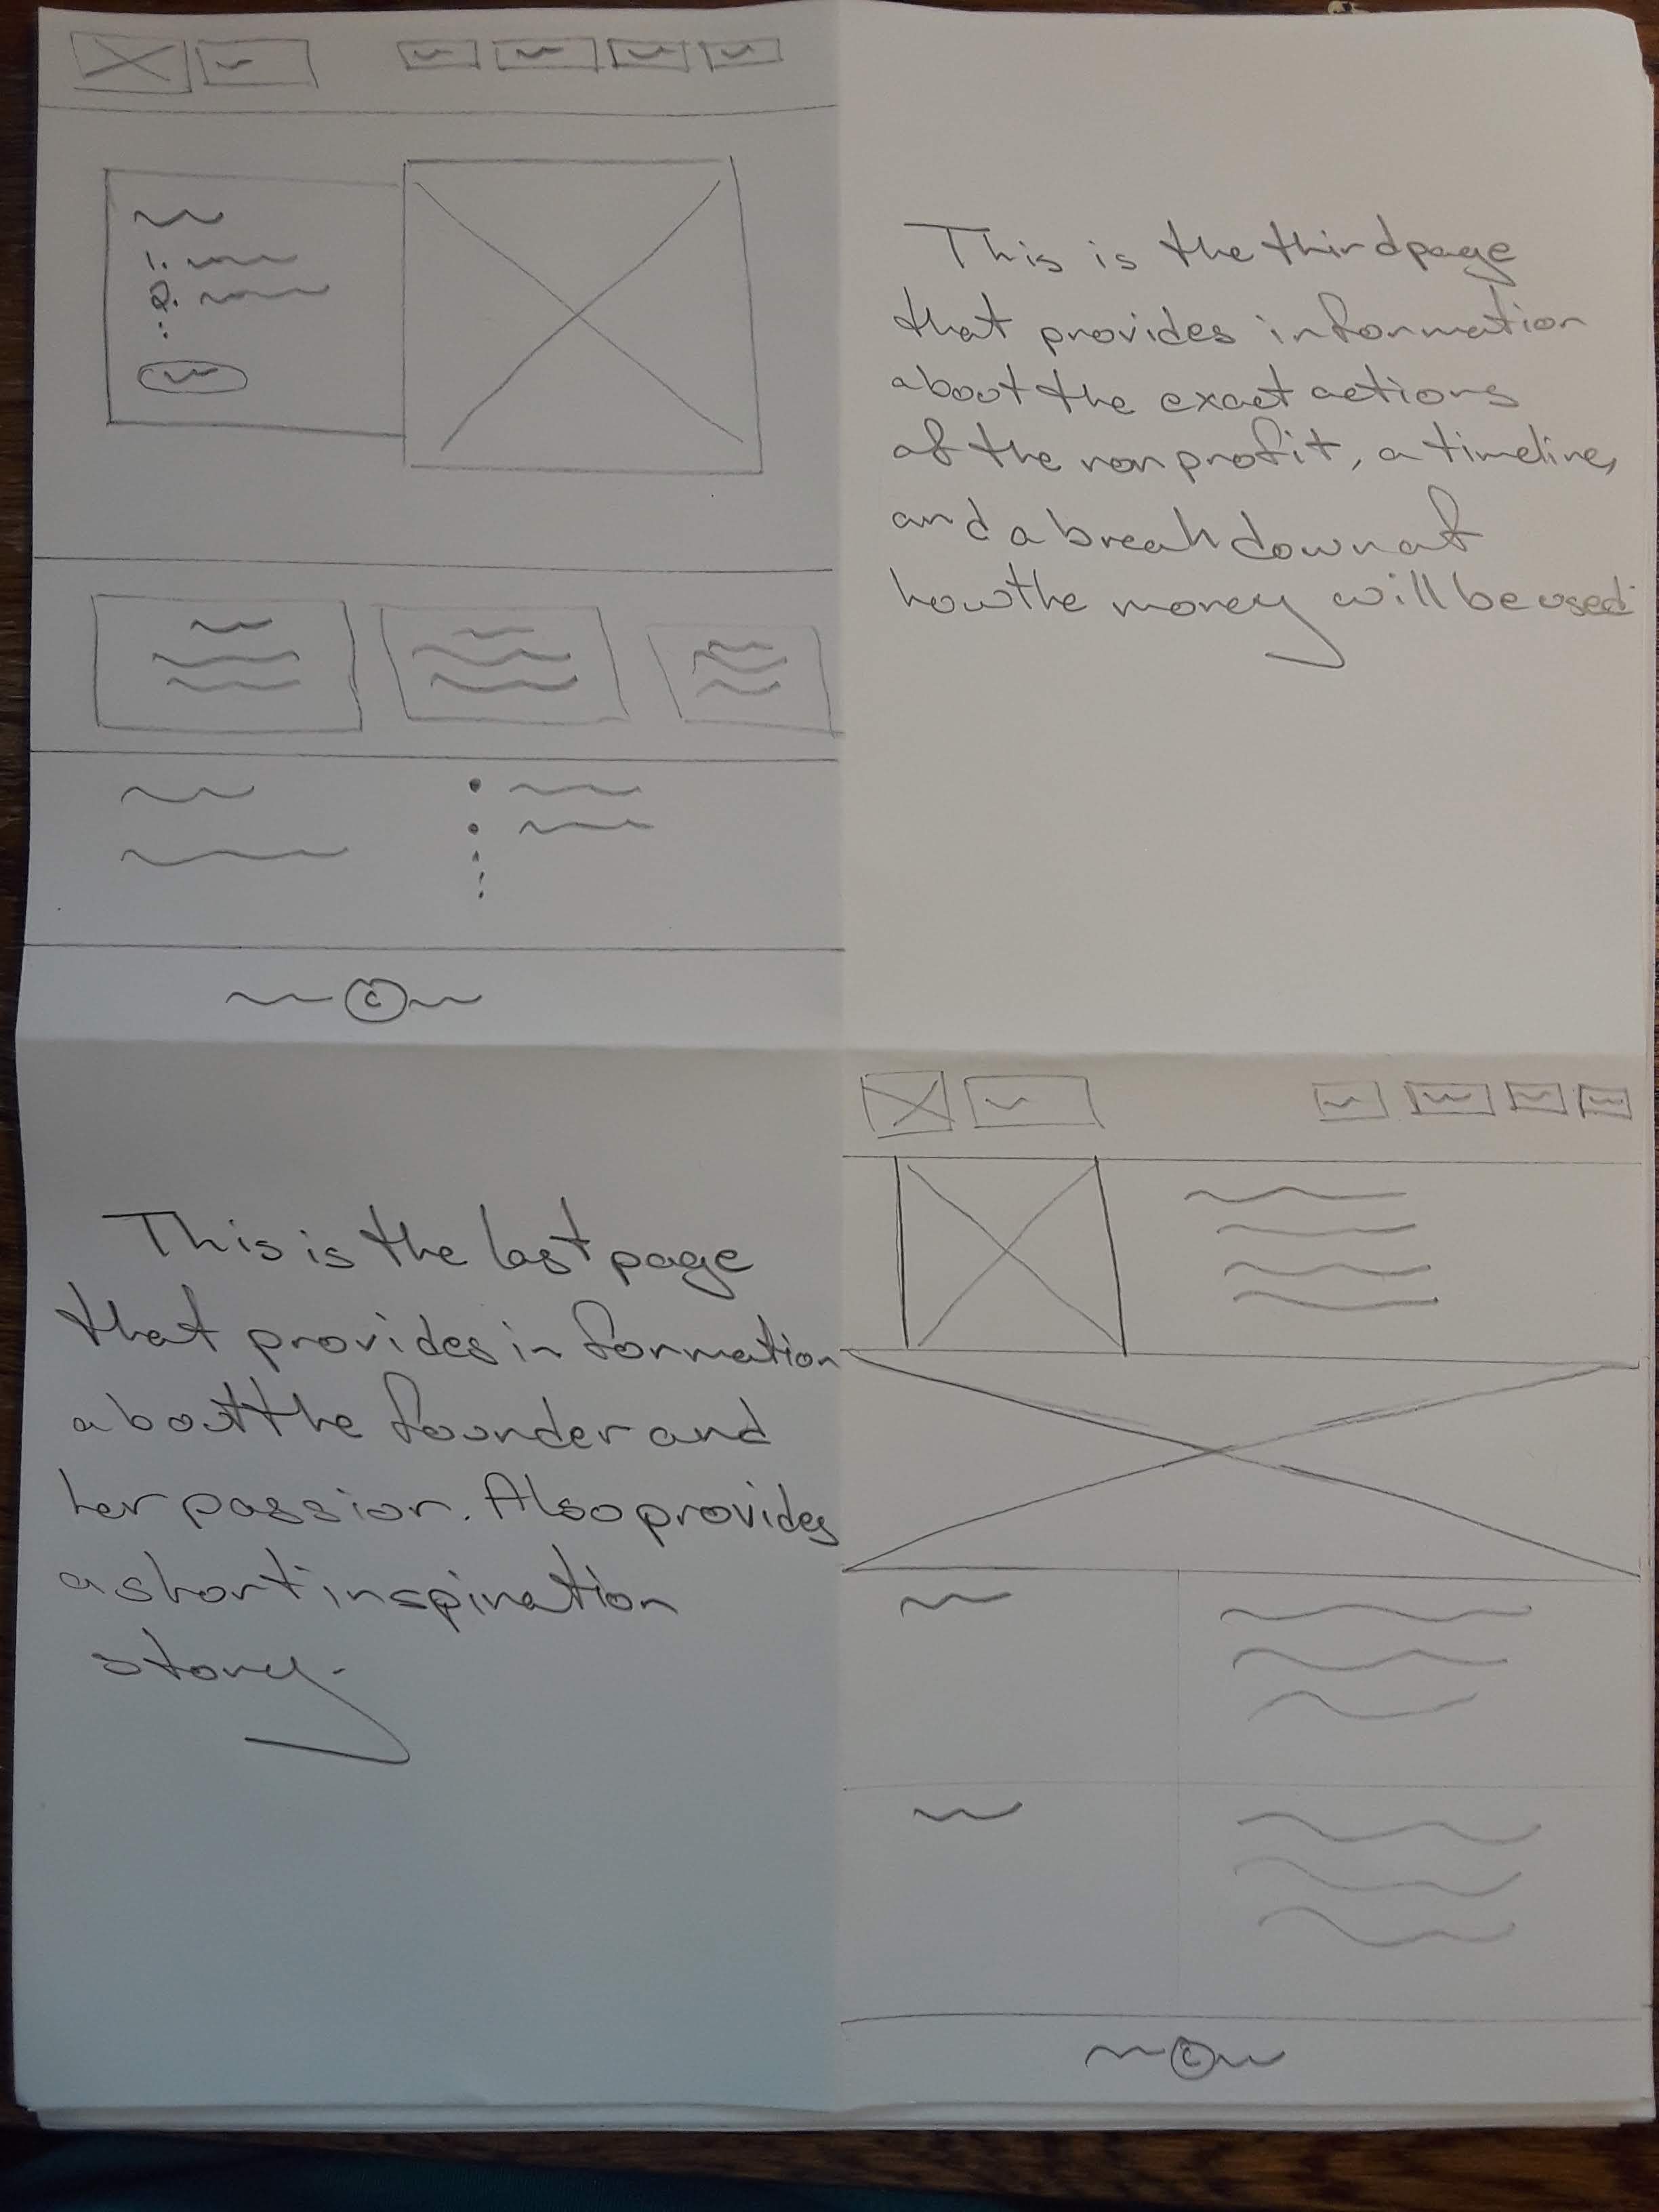 1.
2.
This is the third page
that provides information
about the exact actions
of the nonprofit, a timeline,
and a breakdown of
how the money will be used.
©
This is the last page
that provides information
about the founder and
her passion. Also provides
a short inspiration
story.
©